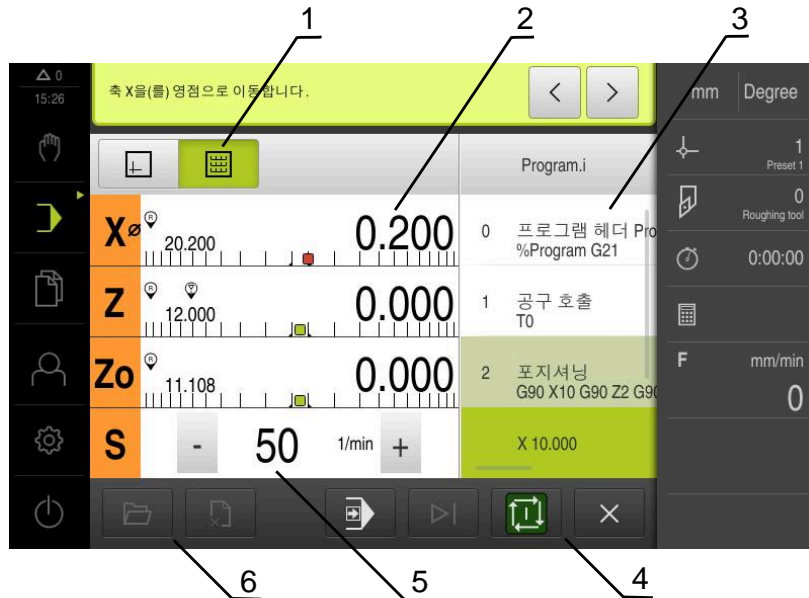 1
2
3
△ 0
15:26
축 X을(를) 영점으로 이동합니다.
<
>
mm
Degree
Program.i
1
Preset 1
X⌀
R
20.200
0.200
0
프로그램 헤더 Pro
%Program G21
0
Roughing tool
0:00:00
Z
R
12.000
0.000
1
공구 호출
T0
Zo
R
11.108
0.000
2
포지셔닝
G90 X10 G90 Z2 G90
F
mm/min
0
S
-
50
1/min
+
X 10.000
6
5
4